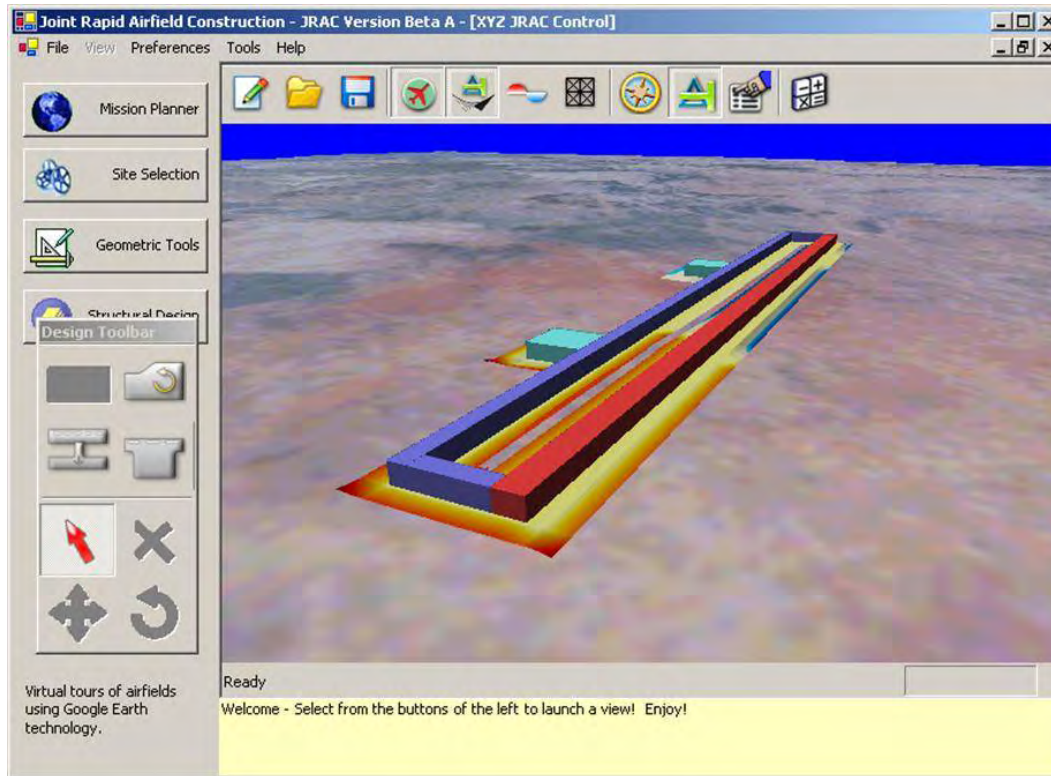 Joint Rapid Airfield Construction - JRAC Version Beta A - [XYZ JRAC Control]
File View Preferences Tools Help
Mission Planner
Site Selection
Geometric Tools
Structural Design
Design Toolbar
Virtual tours of airfields
using Google Earth
technology.
Ready
Welcome - Select from the buttons of the left to launch a view! Enjoy!